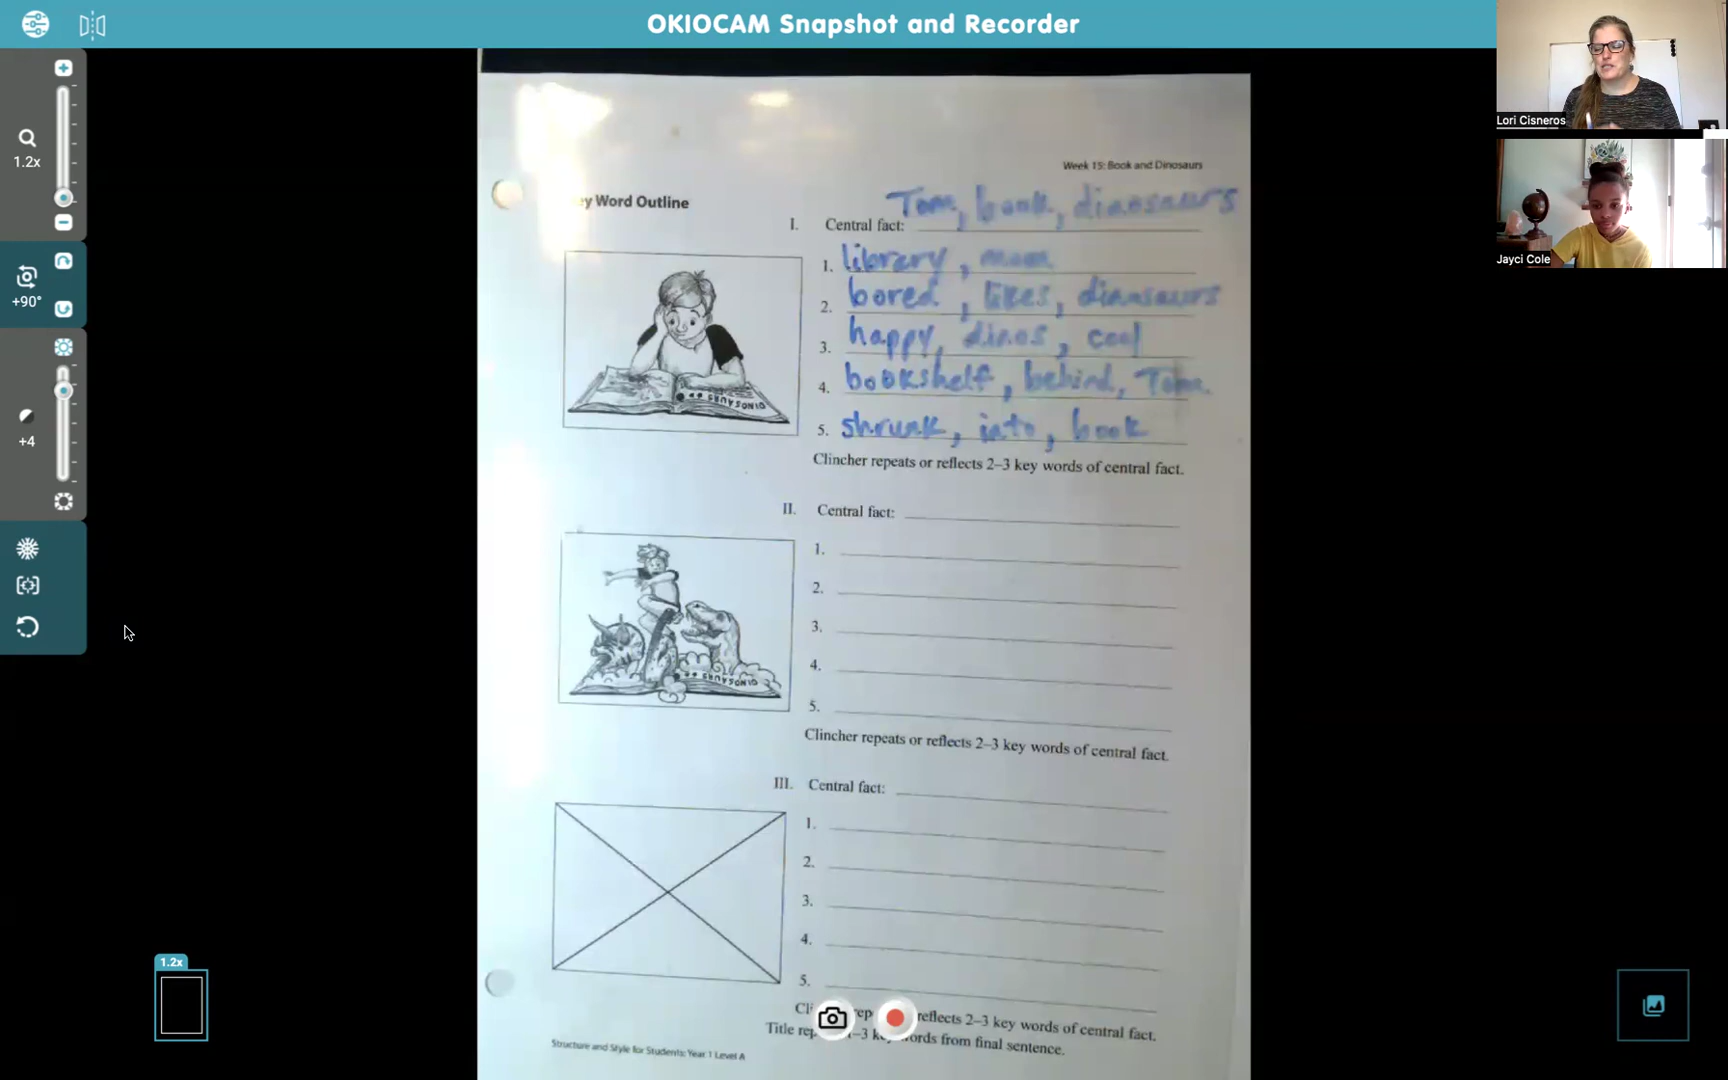 OKIOCAM Snapshot and Recorder
Lori Cisneros
Jayci Cole
1.2x
+90°
+4
1.2x
Week 15: Book and Dinosaurs
Word Outline
I. Central fact: Tom, book, dinosaurs
1. library, mom
2. bored, likes, dinosaurs
3. happy, dinos, cool
4. bookshelf, behind, Tom
5. shrunk, into, book
Clincher repeats or reflects 2–3 key words of central fact.
DINOSAURS
II. Central fact:
1.
2.
3.
4.
5.
Clincher repeats or reflects 2–3 key words of central fact.
DINOSAURS
III. Central fact:
1.
2.
3.
4.
5.
reflects 2–3 key words of central fact.
Title from final sentence.
Structure and Style for Students: Year 1 Level A